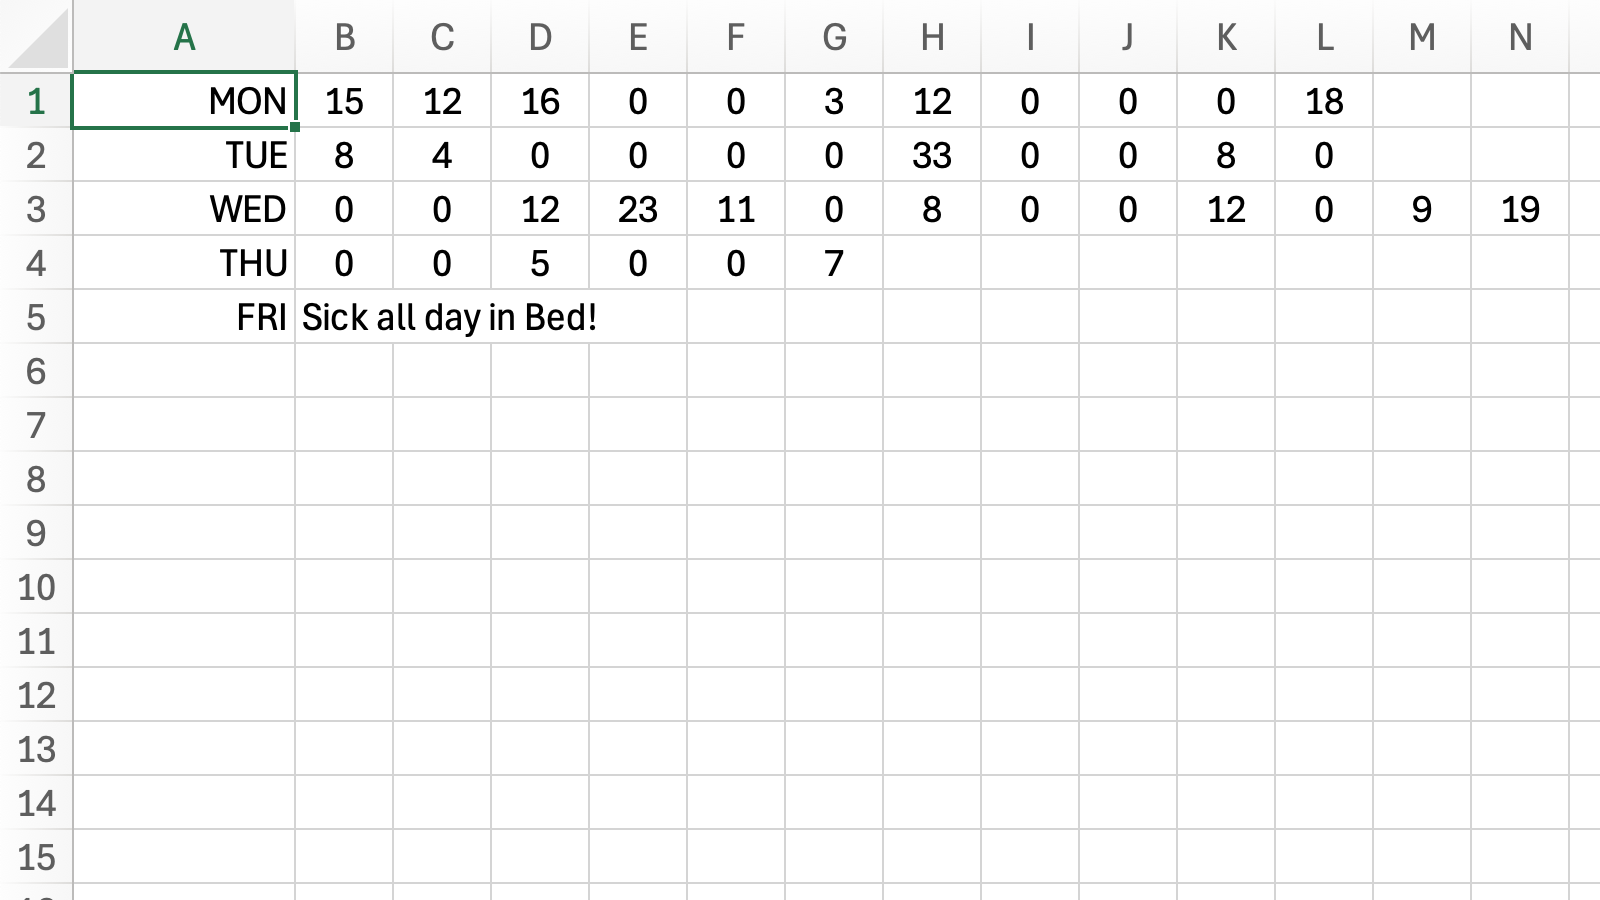 A B C D E F G H I J K L M N
1 MON 15 12 16 0 0 3 12 0 0 0 18
2 TUE 8 4 0 0 0 0 33 0 0 8 0
3 WED 0 0 12 23 11 0 8 0 0 12 0 9 19
4 THU 0 0 5 0 0 7
5 FRI Sick all day in Bed!
6
7
8
9
10
11
12
13
14
15